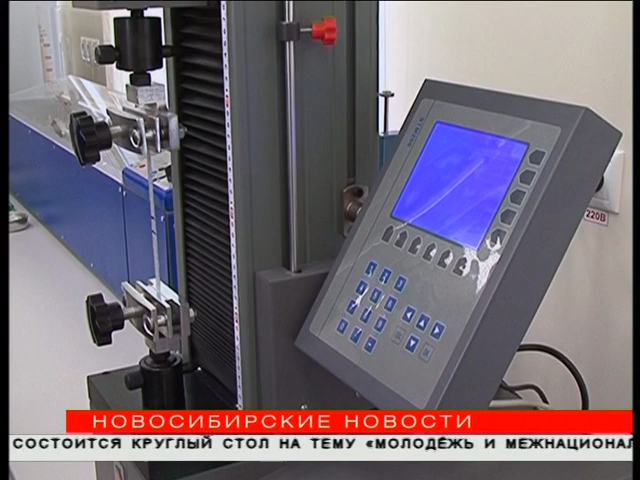 220В
НОВОСИБИРСКИЕ НОВОСТИ
СОСТОИТСЯ КРУГЛЫЙ СТОЛ НА ТЕМУ «МОЛОДЁЖЬ И МЕЖНАЦИОНАЛ